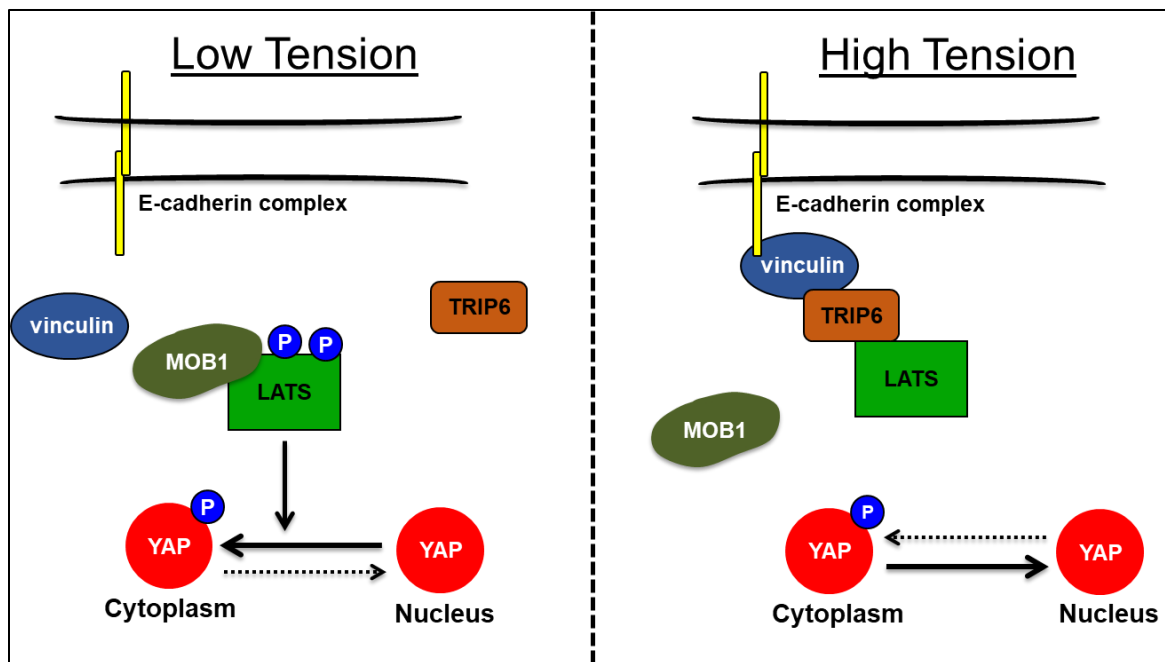 Low Tension
E-cadherin complex
vinculin
TRIP6
P
P
MOB1
LATS
P
YAP
YAP
Cytoplasm
Nucleus
High Tension
E-cadherin complex
vinculin
TRIP6
LATS
MOB1
P
YAP
YAP
Cytoplasm
Nucleus